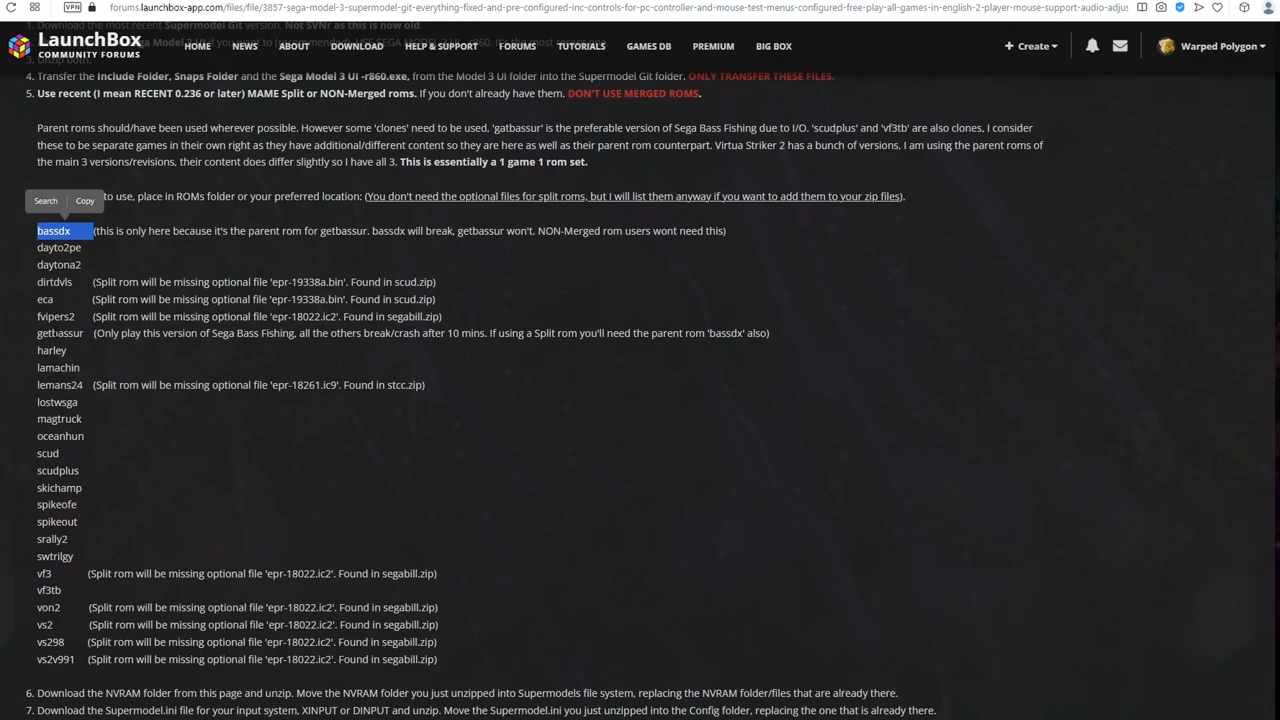 VPN
forums.launchbox-app.com/files/file/3857-sega-model-3-supermodel-git-everything-fixed-and-pre-configured-inc-controls-for-pc-controller-and-mouse-test-menus-configured-free-play-all-games-in-english-2-player-mouse-support-audio-adjus
1. Download the most recent Supermodel Git version. Not SVNr as this is now old.
LaunchBox
COMMUNITY FORUMS
HOME
NEWS
ABOUT
DOWNLOAD
HELP & SUPPORT
FORUMS
TUTORIALS
GAMES DB
PREMIUM
BIG BOX
Create
Warped Polygon
3. Unzip both.
4. Transfer the Include Folder, Snaps Folder and the Sega Model 3 UI -r860.exe, from the Model 3 UI folder into the Supermodel Git folder. ONLY TRANSFER THESE FILES.
5. Use recent (I mean RECENT 0.236 or later) MAME Split or NON-Merged roms. If you don't already have them. DON'T USE MERGED ROMS.
Parent roms should/have been used wherever possible. However some 'clones' need to be used, 'gatbassur' is the preferable version of Sega Bass Fishing due to I/O. 'scudplus' and 'vf3tb' are also clones, I consider
these to be separate games in their own right as they have additional/different content so they are here as well as their parent rom counterpart. Virtua Striker 2 has a bunch of versions, I am using the parent roms of
the main 3 versions/revisions, their content does differ slightly so I have all 3. This is essentially a 1 game 1 rom set.
Search
Copy
to use, place in ROMs folder or your preferred location: (You don't need the optional files for split roms, but I will list them anyway if you want to add them to your zip files).
bassdx (this is only here because it's the parent rom for getbassur. bassdx will break, getbassur won't. NON-Merged rom users wont need this)
dayto2pe
daytona2
dirtdvls (Split rom will be missing optional file 'epr-19338a.bin'. Found in scud.zip)
eca (Split rom will be missing optional file 'epr-19338a.bin'. Found in scud.zip)
fvipers2 (Split rom will be missing optional file 'epr-18022.ic2'. Found in segabill.zip)
getbassur (Only play this version of Sega Bass Fishing, all the others break/crash after 10 mins. If using a Split rom you'll need the parent rom 'bassdx' also)
harley
lamachin
lemans24 (Split rom will be missing optional file 'epr-18261.ic9'. Found in stcc.zip)
lostwsga
magtruck
oceanhun
scud
scudplus
skichamp
spikeofe
spikeout
srally2
swtrilgy
vf3 (Split rom will be missing optional file 'epr-18022.ic2'. Found in segabill.zip)
vf3tb
von2 (Split rom will be missing optional file 'epr-18022.ic2'. Found in segabill.zip)
vs2 (Split rom will be missing optional file 'epr-18022.ic2'. Found in segabill.zip)
vs298 (Split rom will be missing optional file 'epr-18022.ic2'. Found in segabill.zip)
vs2v991 (Split rom will be missing optional file 'epr-18022.ic2'. Found in segabill.zip)
6. Download the NVRAM folder from this page and unzip. Move the NVRAM folder you just unzipped into Supermodels file system, replacing the NVRAM folder/files that are already there.
7. Download the Supermodel.ini file for your input system, XINPUT or DINPUT and unzip. Move the Supermodel.ini you just unzipped into the Config folder, replacing the one that is already there.